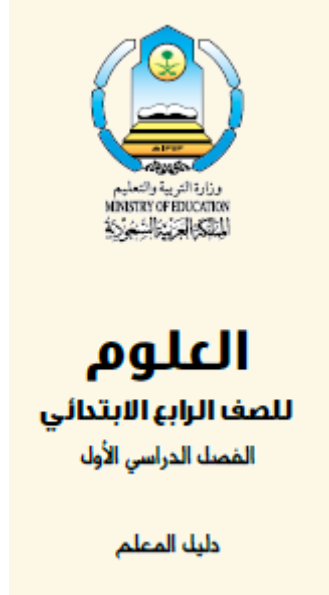 وزارة التربية والتعليم
MINISTRY OF EDUCATION
المملكة العربية السعودية
العلوم
للصف الرابع الابتدائي
الفصل الدراسي الأول
دليل المعلم